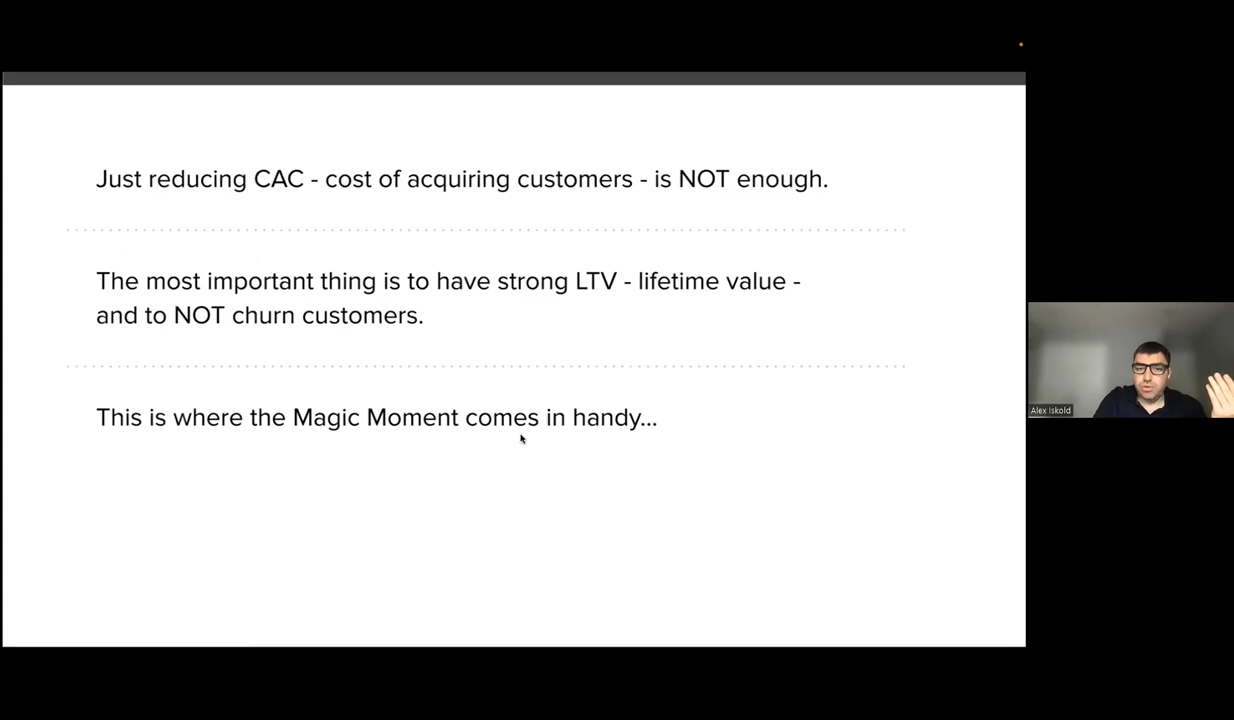 Just reducing CAC - cost of acquiring customers - is NOT enough.
The most important thing is to have strong LTV - lifetime value -
and to NOT churn customers.
This is where the Magic Moment comes in handy...
Alex Iskold